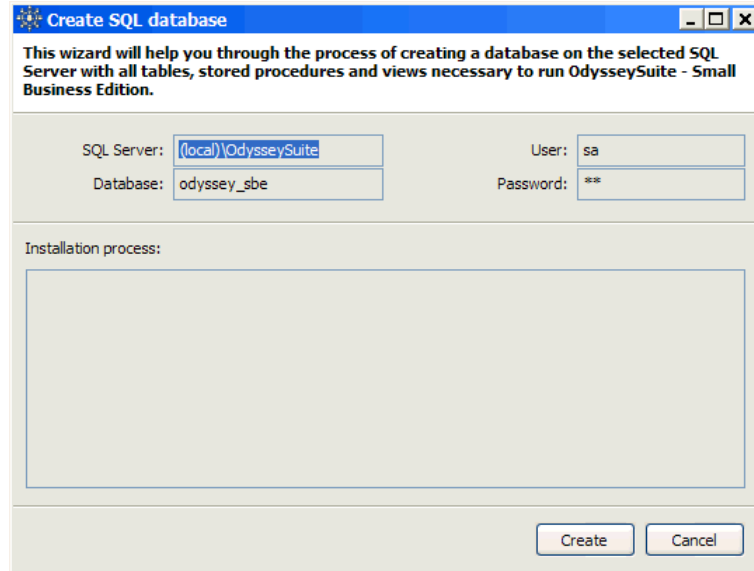 Create SQL database
This wizard will help you through the process of creating a database on the selected SQL
Server with all tables, stored procedures and views necessary to run OdysseySuite - Small
Business Edition.
SQL Server: (local)\OdysseySuite User: sa
Database: odyssey_sbe Password: **
Installation process:
Create Cancel